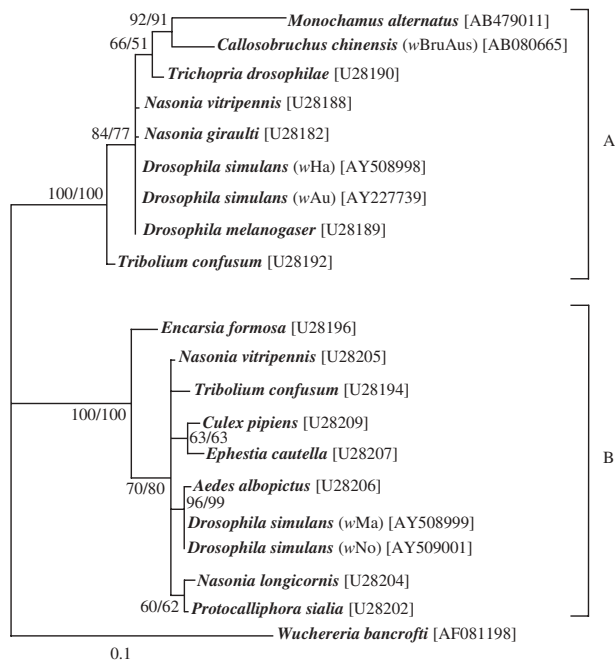 92/91
Monochamus alternatus [AB479011]
66/51
Callosobruchus chinensis (wBruAus) [AB080665]
Trichopria drosophilae [U28190]
Nasonia vitripennis [U28188]
84/77
Nasonia giraulti [U28182]
A
Drosophila simulans (wHa) [AY508998]
100/100
Drosophila simulans (wAu) [AY227739]
Drosophila melanogaser [U28189]
Tribolium confusum [U28192]
Encarsia formosa [U28196]
Nasonia vitripennis [U28205]
Tribolium confusum [U28194]
100/100
Culex pipiens [U28209]
63/63
Ephestia cautella [U28207]
B
70/80
Aedes albopictus [U28206]
96/99
Drosophila simulans (wMa) [AY508999]
Drosophila simulans (wNo) [AY509001]
Nasonia longicornis [U28204]
60/62
Protocalliphora sialia [U28202]
Wuchereria bancrofti [AF081198]
0.1